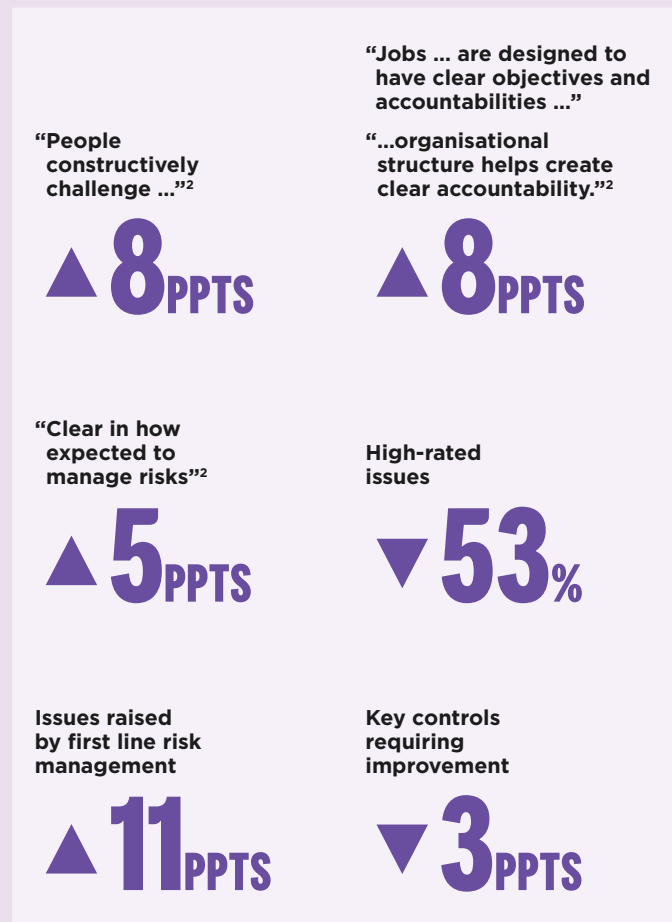 “People
constructively
challenge ...”2
▲ 8PPTS
“Jobs ... are designed to
have clear objectives and
accountabilities ...”
“...organisational
structure helps create
clear accountability.”2
▲ 8PPTS
“Clear in how
expected to
manage risks”2
▲ 5PPTS
High-rated
issues
▼ 53%
Issues raised
by first line risk
management
▲ 11PPTS
Key controls
requiring
improvement
▼ 3PPTS